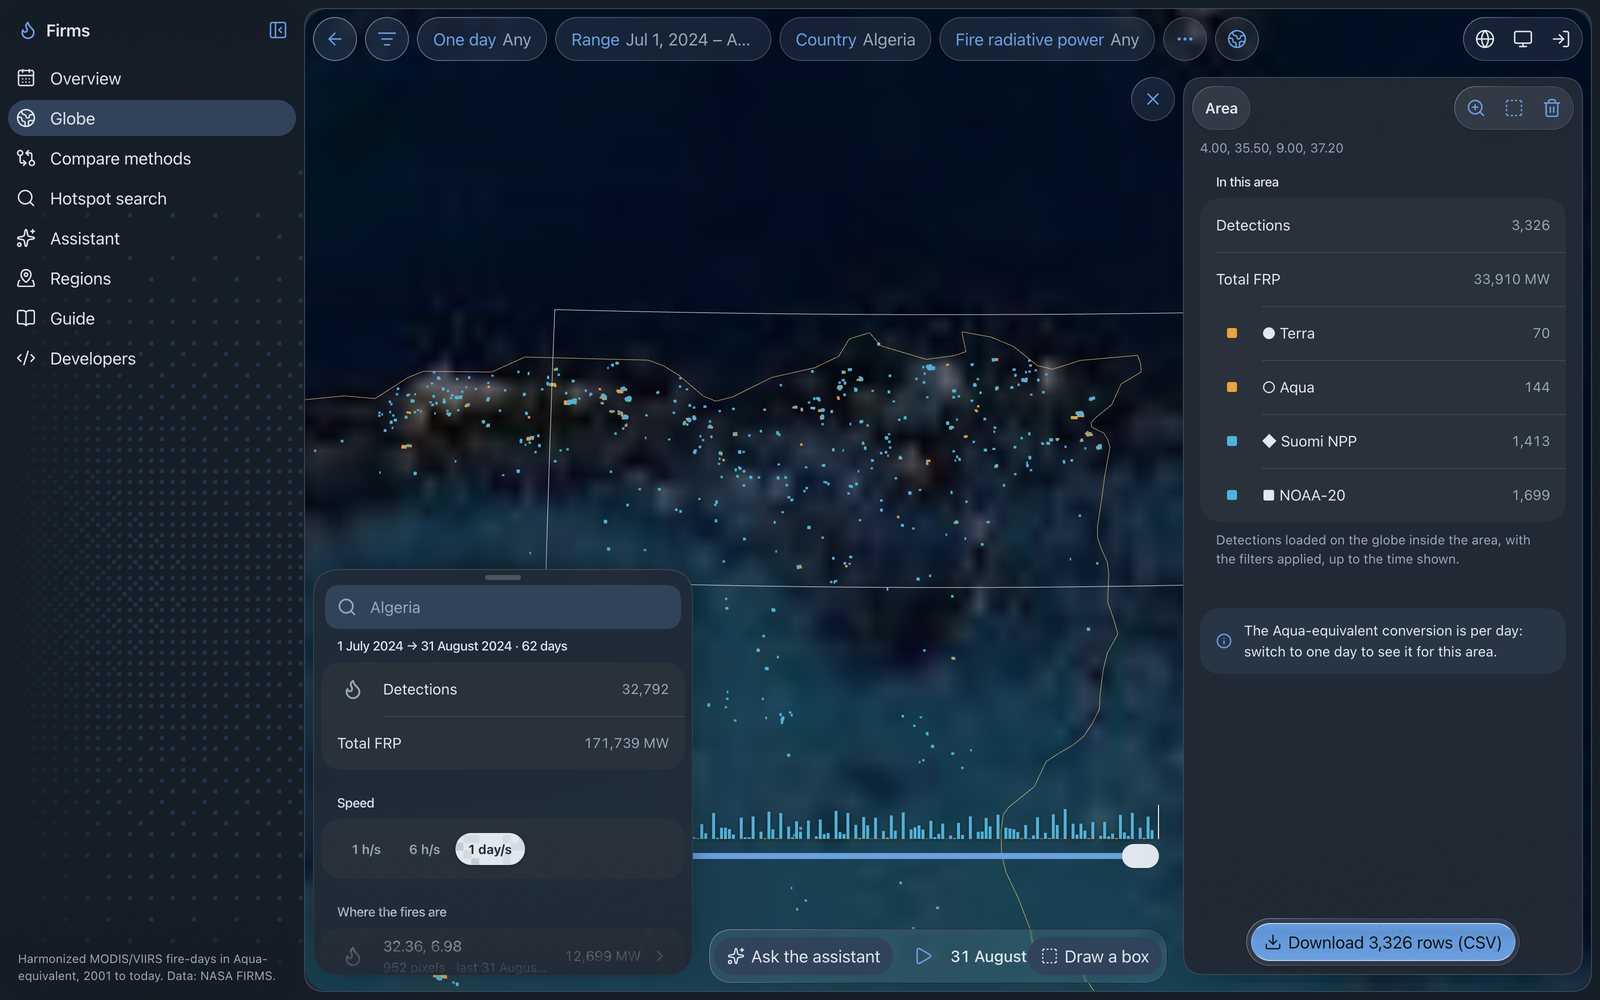 Firms
Overview
Globe
Compare methods
Hotspot search
Assistant
Regions
Guide
Developers
Harmonized MODIS/VIIRS fire-days in Aqua-
equivalent, 2001 to today. Data: NASA FIRMS.
One day Any
Range Jul 1, 2024 – A...
Country Algeria
Fire radiative power Any
Algeria
1 July 2024 → 31 August 2024 · 62 days
Detections 32,792
Total FRP 171,739 MW
Speed
1 h/s 6 h/s 1 day/s
Where the fires are
32.36, 6.98
952 pixels · last 31 Augus...
12,699 MW
Ask the assistant
31 August
Draw a box
Area
4.00, 35.50, 9.00, 37.20
In this area
Detections 3,326
Total FRP 33,910 MW
Terra 70
Aqua 144
Suomi NPP 1,413
NOAA-20 1,699
Detections loaded on the globe inside the area, with
the filters applied, up to the time shown.
The Aqua-equivalent conversion is per day:
switch to one day to see it for this area.
Download 3,326 rows (CSV)